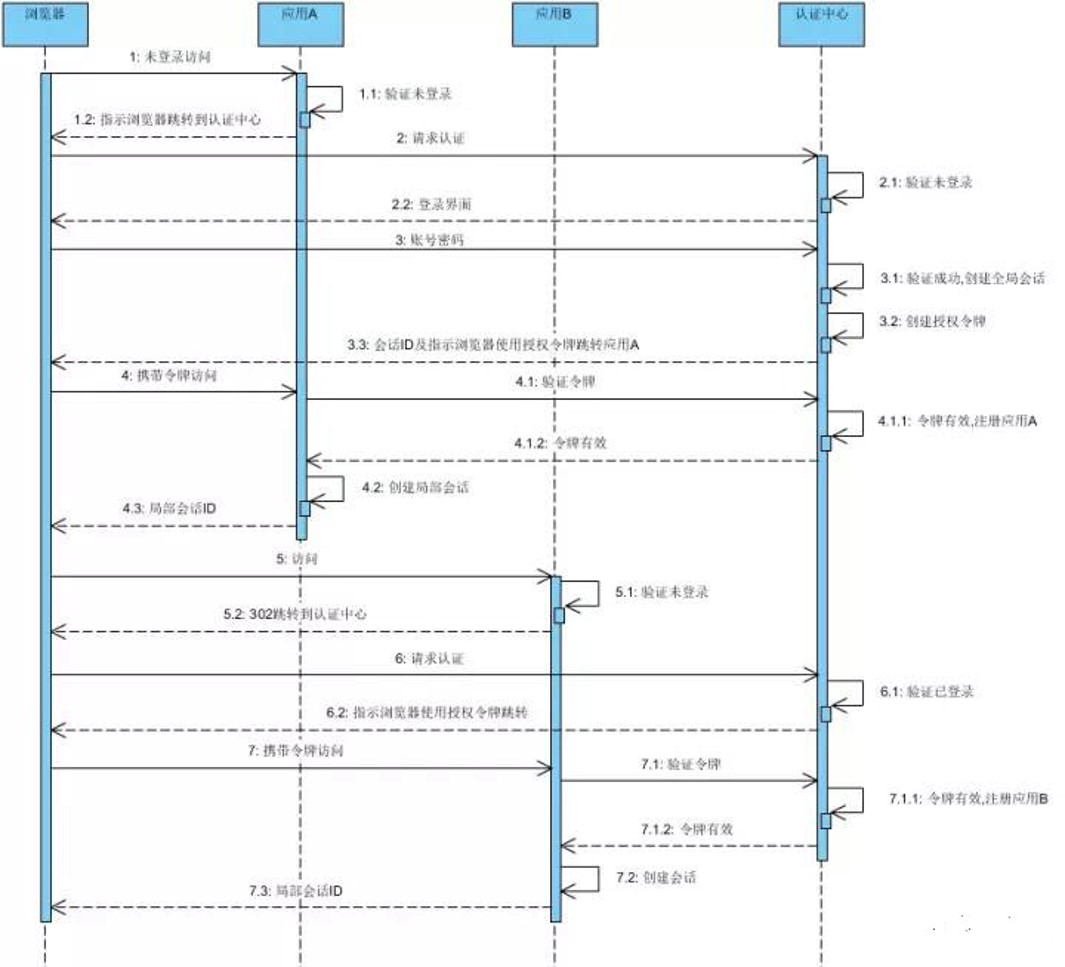 浏览器
应用A
应用B
认证中心
1: 未登录访问
1.1: 验证未登录
1.2: 指示浏览器跳转到认证中心
2: 请求认证
2.1: 验证未登录
2.2: 登录界面
3: 账号密码
3.1: 验证成功,创建全局会话
3.2: 创建授权令牌
3.3: 会话ID及指示浏览器使用授权令牌跳转应用A
4: 携带令牌访问
4.1: 验证令牌
4.1.1: 令牌有效,注册应用A
4.1.2: 令牌有效
4.2: 创建局部会话
4.3: 局部会话ID
5: 访问
5.1: 验证未登录
5.2: 302跳转到认证中心
6: 请求认证
6.1: 验证已登录
6.2: 指示浏览器使用授权令牌跳转
7: 携带令牌访问
7.1: 验证令牌
7.1.1: 令牌有效,注册应用B
7.1.2: 令牌有效
7.2: 创建会话
7.3: 局部会话ID